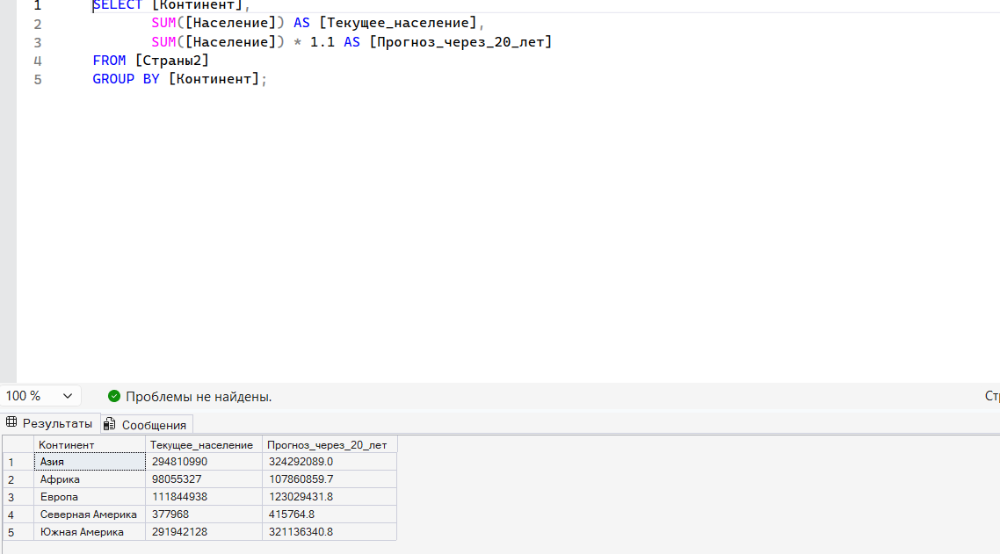 1 SELECT [Континент],
2 SUM([Население]) AS [Текущее_население],
3 SUM([Население]) * 1.1 AS [Прогноз_через_20_лет]
4 FROM [Страны2]
5 GROUP BY [Континент];
100 % Проблемы не найдены.
Результаты Сообщения
Континент Текущее_население Прогноз_через_20_лет
1 Азия 294810990 324292089.0
2 Африка 98055327 107860859.7
3 Европа 111844938 123029431.8
4 Северная Америка 377968 415764.8
5 Южная Америка 291942128 321136340.8